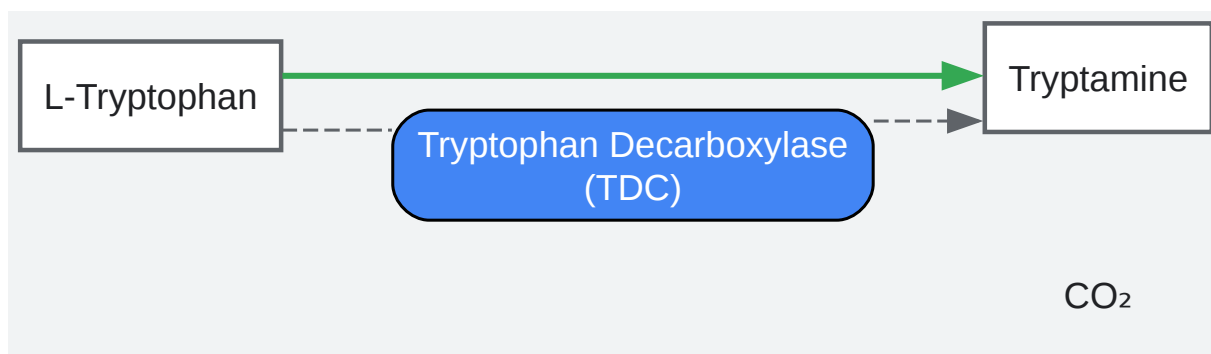 L-Tryptophan
Tryptamine
Tryptophan Decarboxylase
(TDC)
CO₂